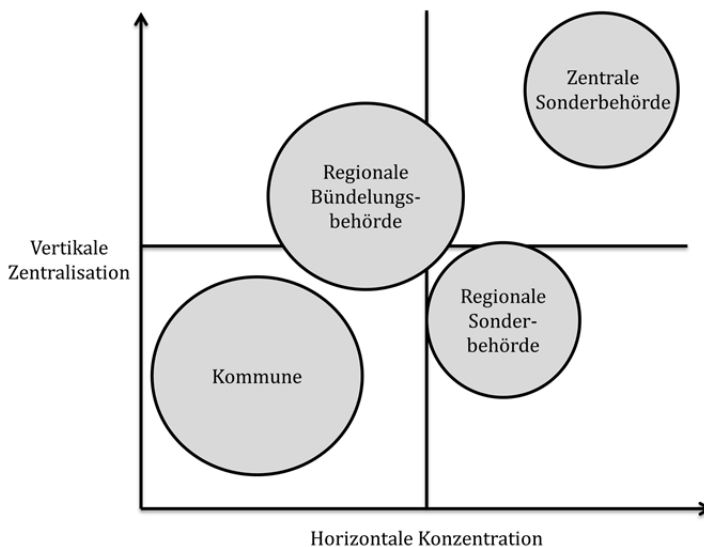 Zentrale
Sonderbehörde
Regionale
Bündelungs-
behörde
Vertikale
Zentralisation
Regionale
Sonder-
behörde
Kommune
Horizontale Konzentration